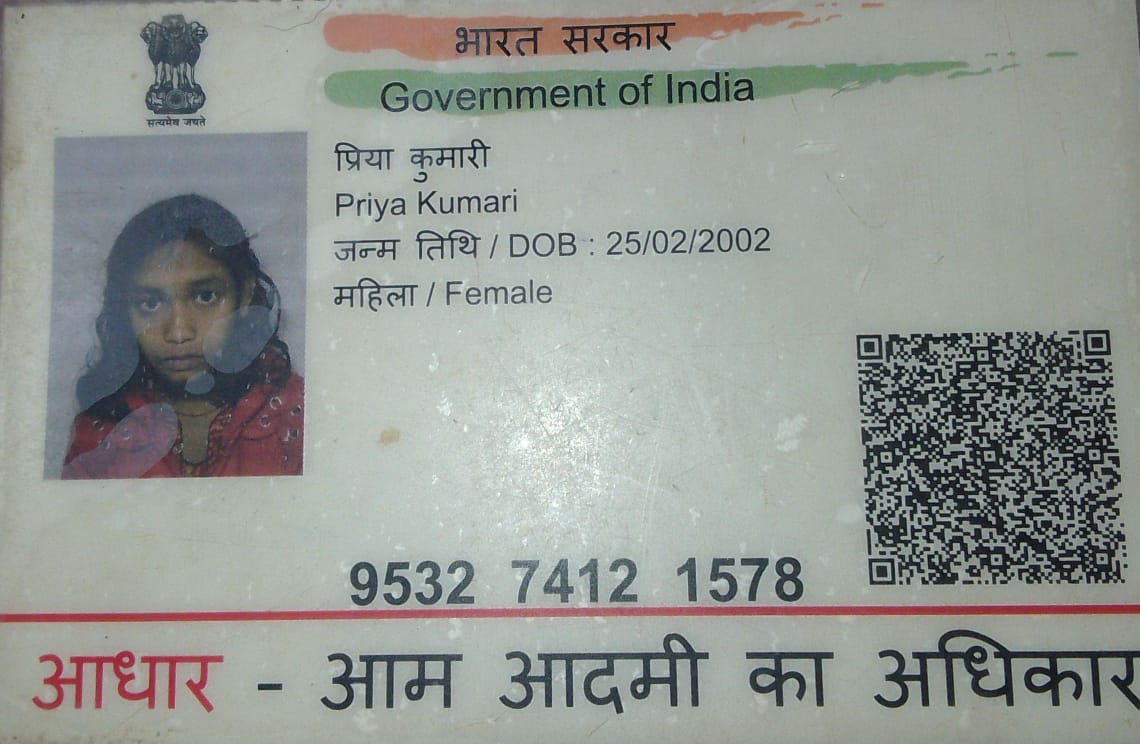 भारत सरकार
Government of India
सत्यमेव जयते
प्रिया कुमारी
Priya Kumari
जन्म तिथि / DOB : 25/02/2002
महिला / Female
9532 7412 1578
आधार - आम आदमी का अधिकार